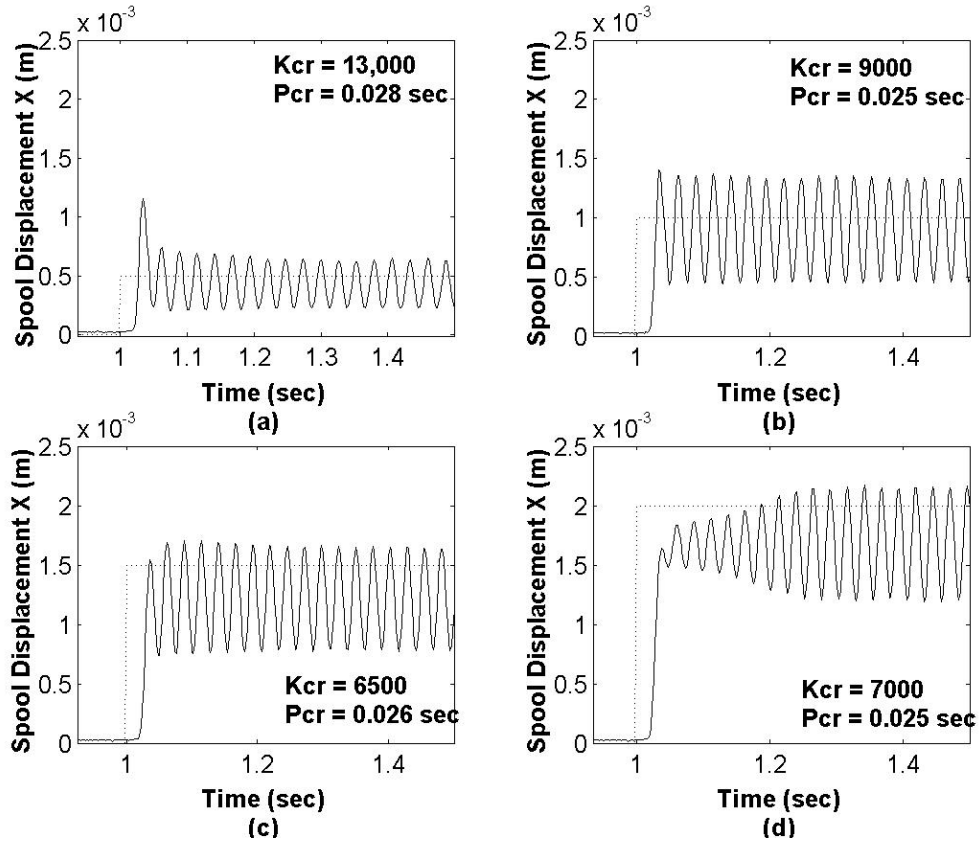 x 10-3
2.5
2
1.5
1
0.5
0
Spool Displacement X (m)
Kcr = 13,000
Pcr = 0.028 sec
1 1.1 1.2 1.3 1.4
Time (sec)
(a)
x 10-3
2.5
2
1.5
1
0.5
0
Spool Displacement X (m)
Kcr = 9000
Pcr = 0.025 sec
1 1.2 1.4
Time (sec)
(b)
x 10-3
2.5
2
1.5
1
0.5
0
Spool Displacement X (m)
Kcr = 6500
Pcr = 0.026 sec
1 1.2 1.4
Time (sec)
(c)
x 10-3
2.5
2
1.5
1
0.5
0
Spool Displacement X (m)
Kcr = 7000
Pcr = 0.025 sec
1 1.2 1.4
Time (sec)
(d)